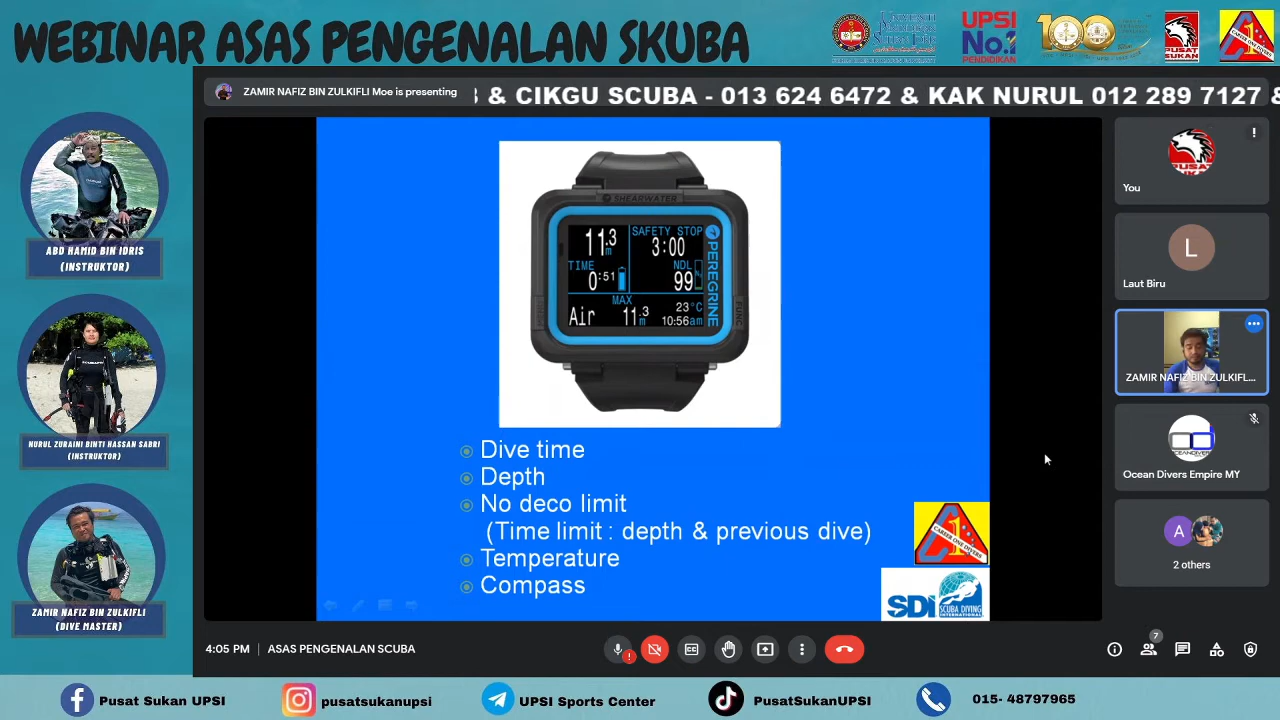 WEBINAR ASAS PENGENALAN SKUBA
UPSI
No.1
PENDIDIKAN
100
ABD HAMID BIN IDRIS
(INSTRUKTOR)
NURUL ZURAINI BINTI HASSAN SABRI
(INSTRUKTOR)
ZAMIR NAFIZ BIN ZULKIFLI
(DIVE MASTER)
ZAMIR NAFIZ BIN ZULKIFLI Moe is presenting
& CIKGU SCUBA - 013 624 6472 & KAK NURUL 012 289 7127 &
SHEARWATER
11.3 m
SAFETY STOP
3:00
TIME
0:51
NDL
99
MAX
Air 11.3 m
23°C
10:56am
PEREGRINE
Dive time
Depth
No deco limit
(Time limit : depth & previous dive)
Temperature
Compass
CAREER ONE DIVERS
SDI SCUBA DIVING
INTERNATIONAL
You
L
Laut Biru
ZAMIR NAFIZ BIN ZULKIFL...
Ocean Divers Empire MY
A
2 others
4:05 PM | ASAS PENGENALAN SCUBA
7
Pusat Sukan UPSI
pusatsukanupsi
UPSI Sports Center
PusatSukanUPSI
015- 48797965